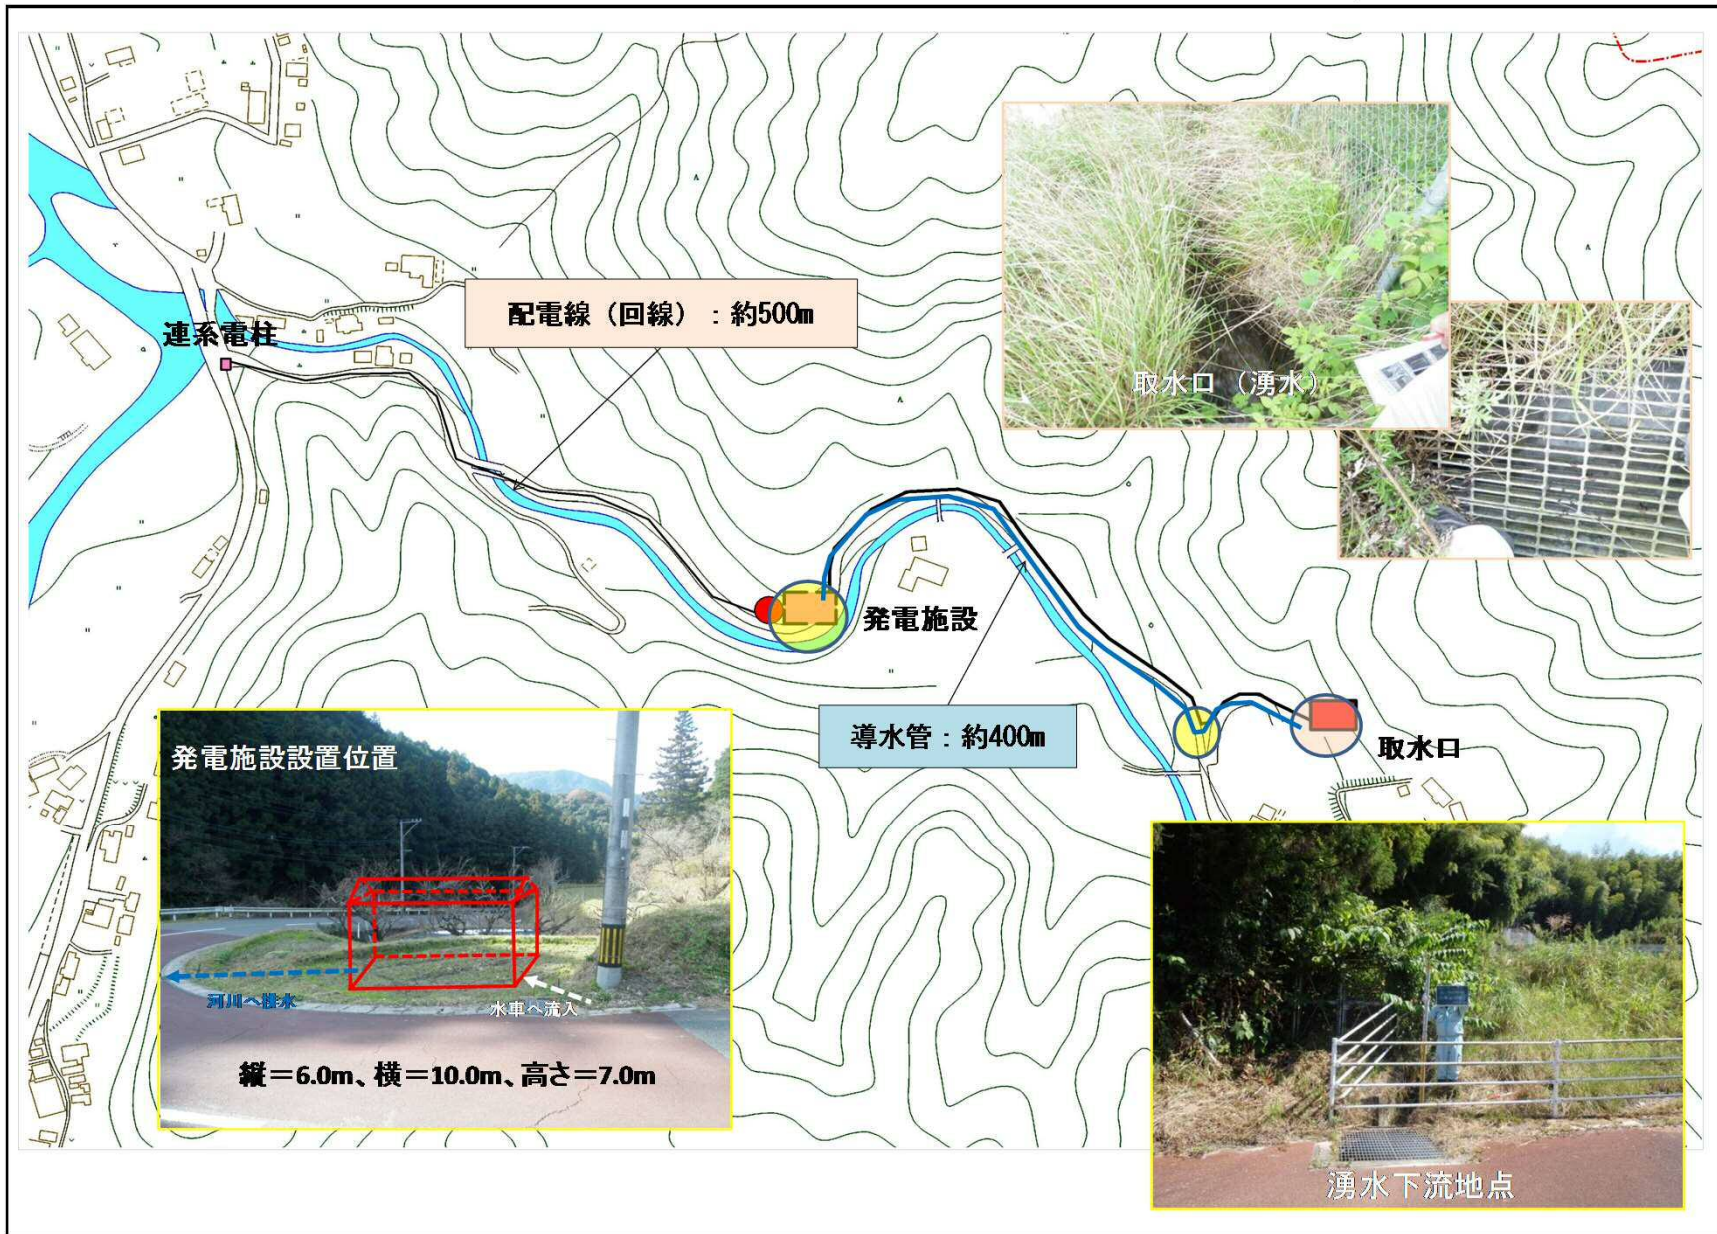 取水口（湧水）
配電線（回線）：約500m
連系電柱
発電施設
導水管：約400m
取水口
発電施設設置位置
河川へ排水
水車へ流入
縦＝6.0m、横＝10.0m、高さ＝7.0m
湧水下流地点